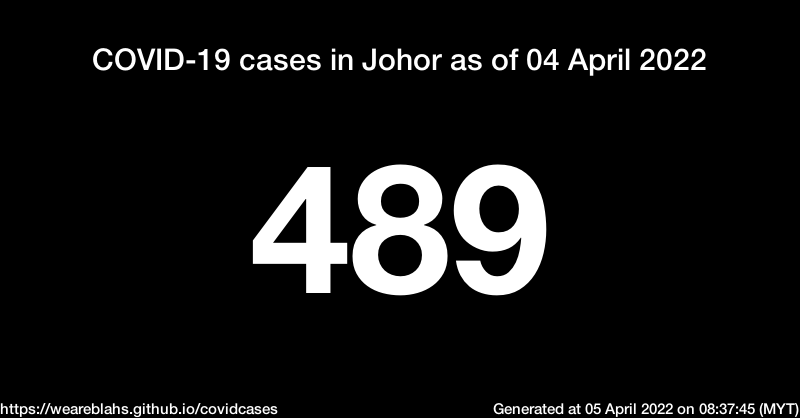 COVID-19 cases in Johor as of 04 April 2022
489
https://weareblahs.github.io/covidcases
Generated at 05 April 2022 on 08:37:45 (MYT)